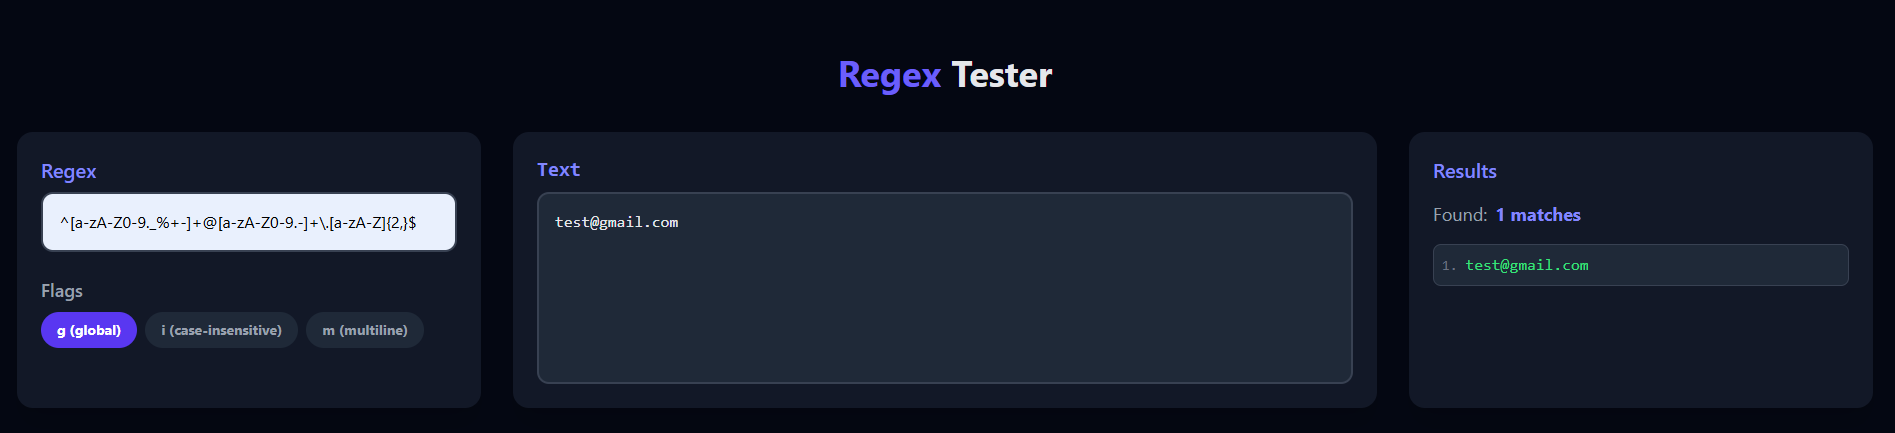 Regex Tester
Regex
^[a-zA-Z0-9._%+-]+@[a-zA-Z0-9.-]+\.[a-zA-Z]{2,}$
Flags
g (global)
i (case-insensitive)
m (multiline)
Text
test@gmail.com
Results
Found: 1 matches
1. test@gmail.com